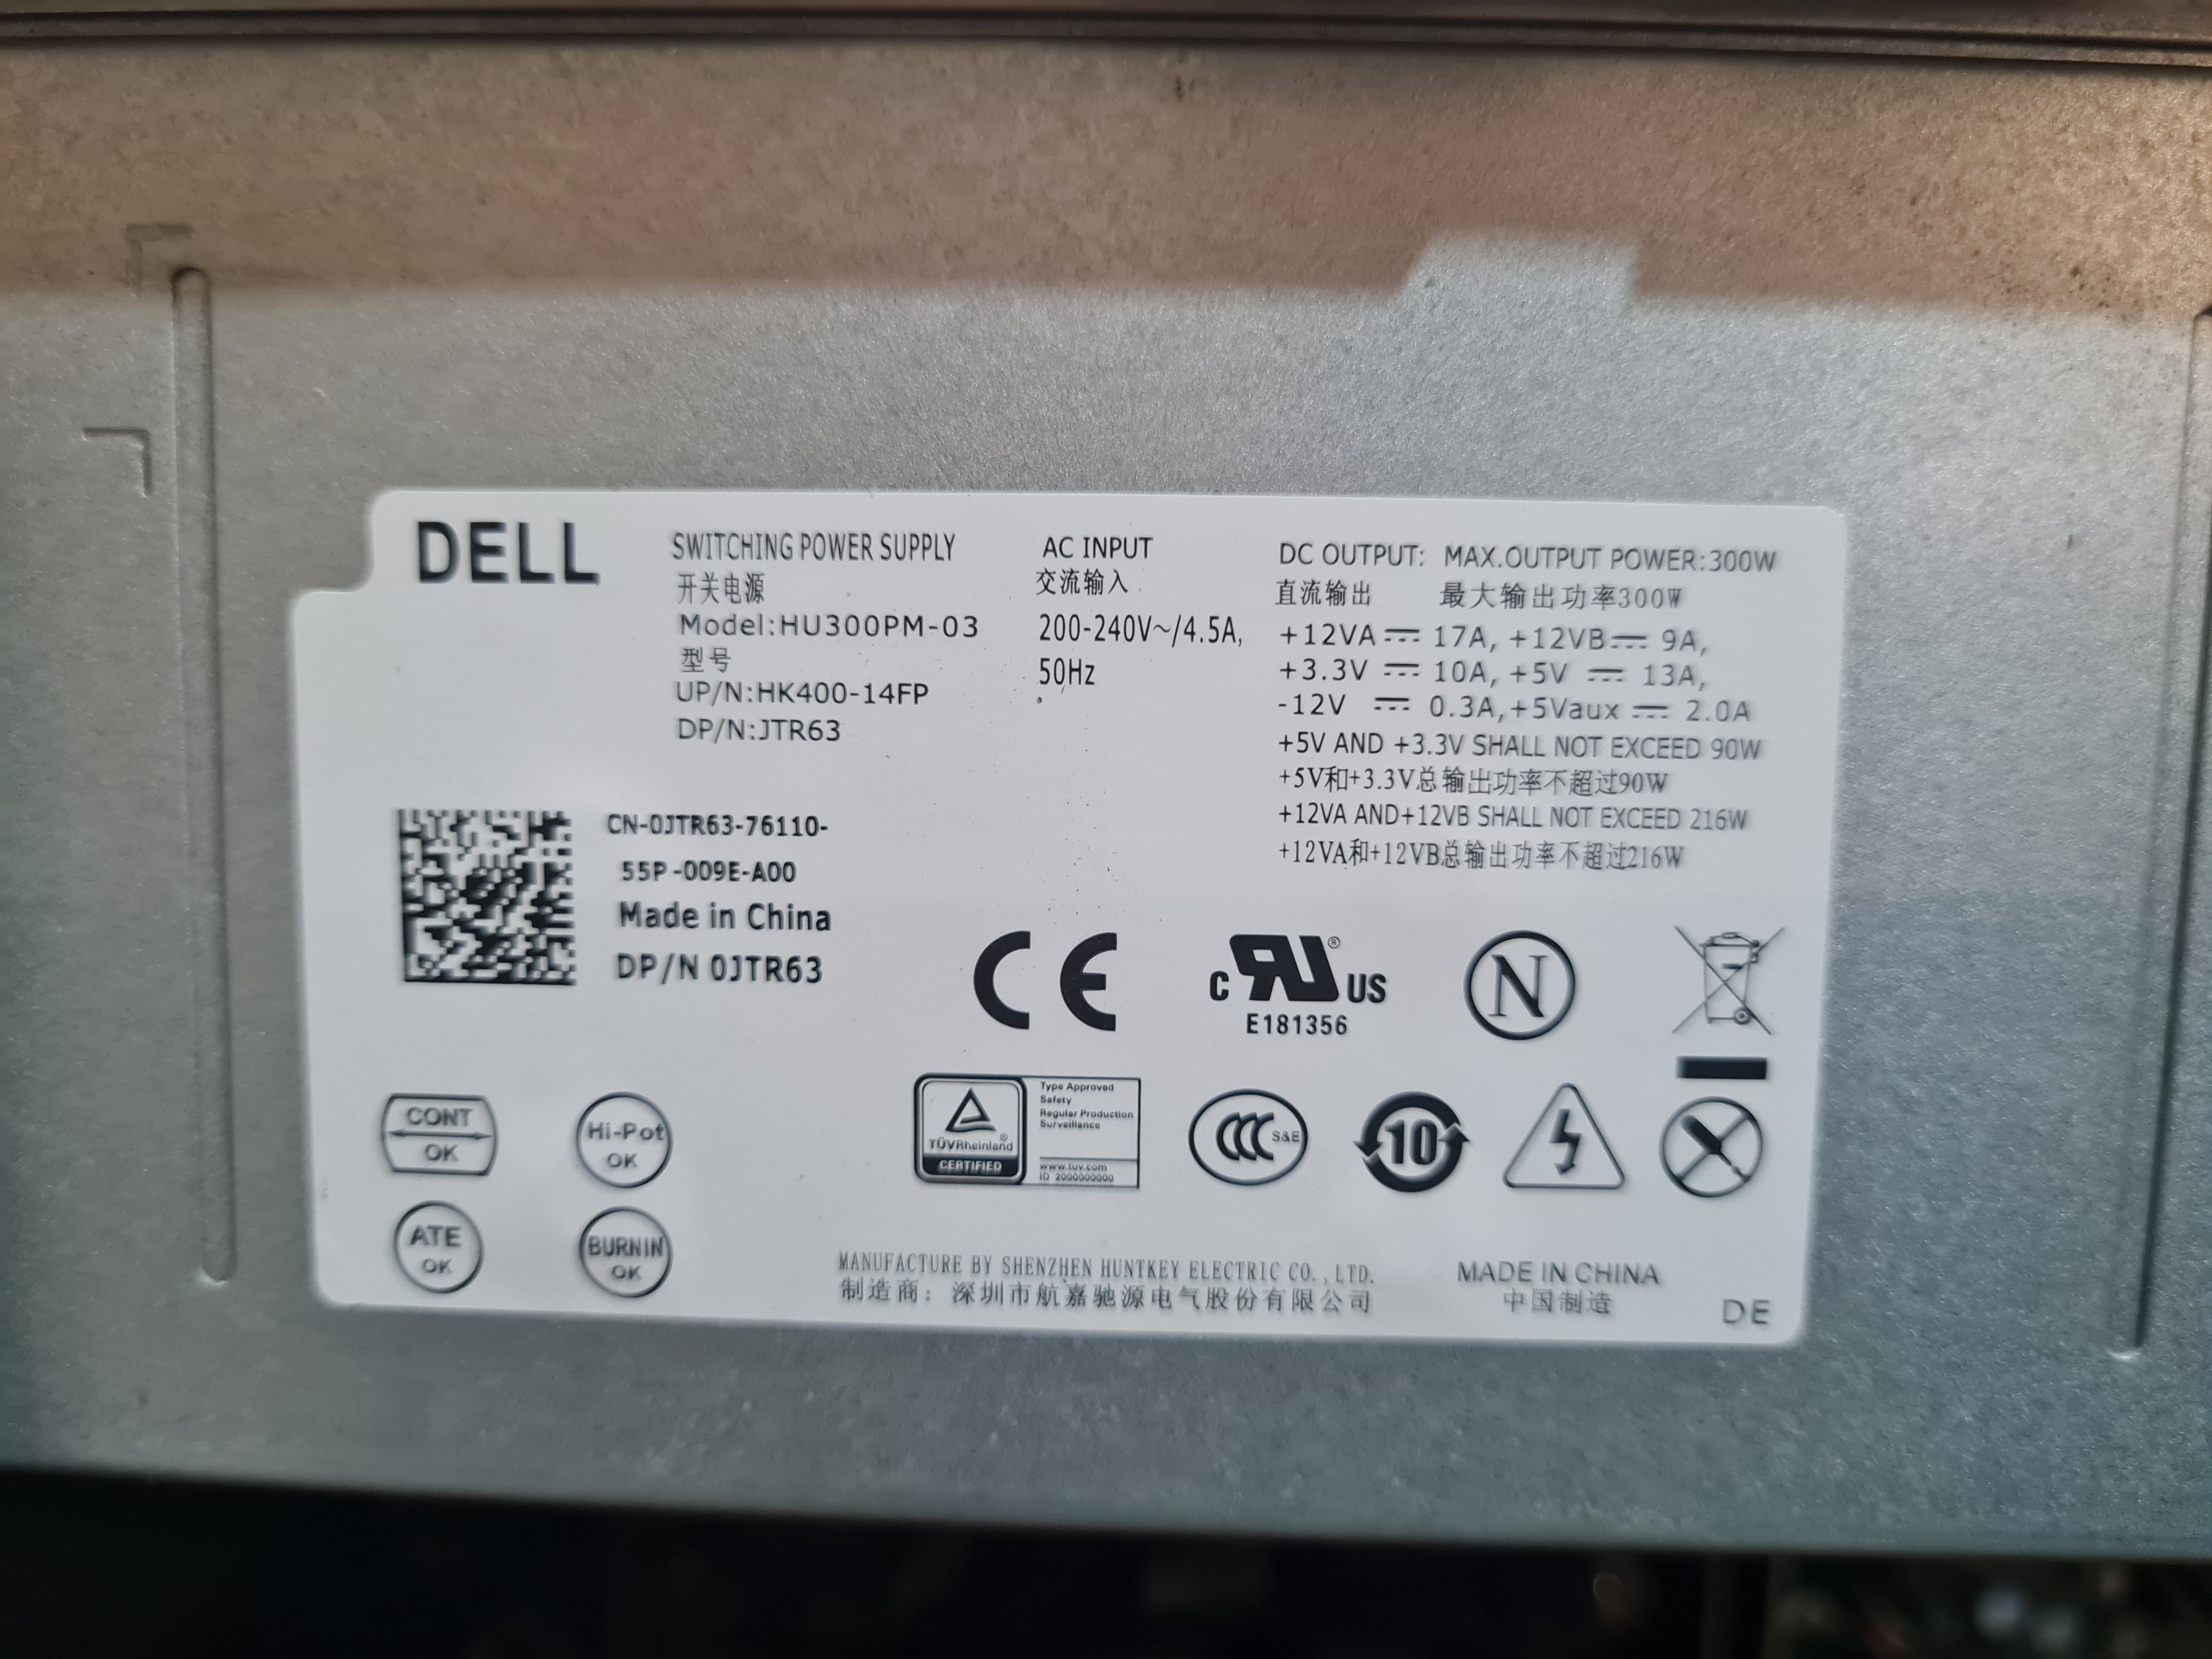 DELL
SWITCHING POWER SUPPLY
开关电源
Model:HU300PM-03
型号
UP/N:HK400-14FP
DP/N:JTR63
AC INPUT
交流输入
200-240V~/4.5A,
50Hz
DC OUTPUT: MAX.OUTPUT POWER:300W
直流输出 最大输出功率300W
+12VA⎓ 17A, +12VB⎓ 9A,
+3.3V ⎓ 10A, +5V ⎓ 13A,
-12V ⎓ 0.3A,+5Vaux ⎓ 2.0A
+5V AND +3.3V SHALL NOT EXCEED 90W
+5V和+3.3V总输出功率不超过90W
+12VA AND+12VB SHALL NOT EXCEED 216W
+12VA和+12VB总输出功率不超过216W
CN-0JTR63-76110-
55P-009E-A00
Made in China
DP/N 0JTR63
CE
c RU ® US
E181356
N
CONT
OK
Hi-Pot
OK
ATE
OK
BURNIN
OK
TÜVRheinland ®
CERTIFIED
Type Approved
Safety
Regular Production
Surveillance
www.tuv.com
ID 2000000000
CCC S&E
10
MANUFACTURE BY SHENZHEN HUNTKEY ELECTRIC CO.,LTD.
制造商：深圳市航嘉驰源电气股份有限公司
MADE IN CHINA
中国制造
DE